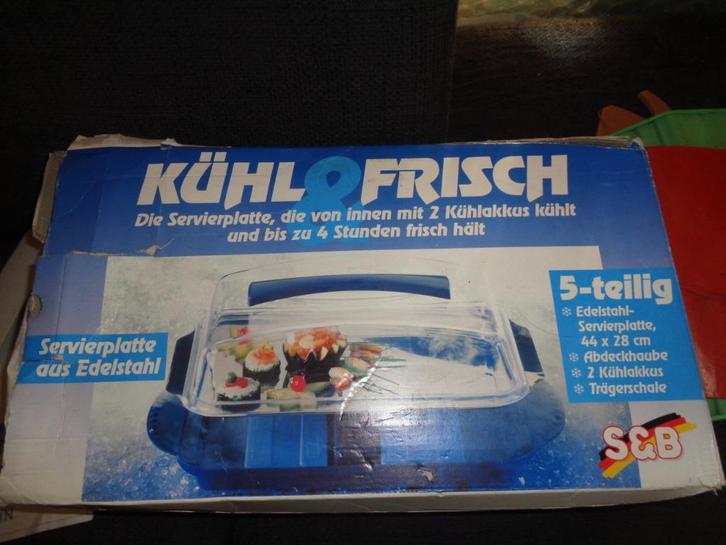 KÜHL & FRISCH
Die Servierplatte, die von innen mit 2 Kühlakkus kühlt
und bis zu 4 Stunden frisch hält
5-teilig
Edelstahl-
Servierplatte,
44 x 28 cm
Abdeckhaube
2 Kühlakkus
Trägerschale
Servierplatte
aus Edelstahl
S&B